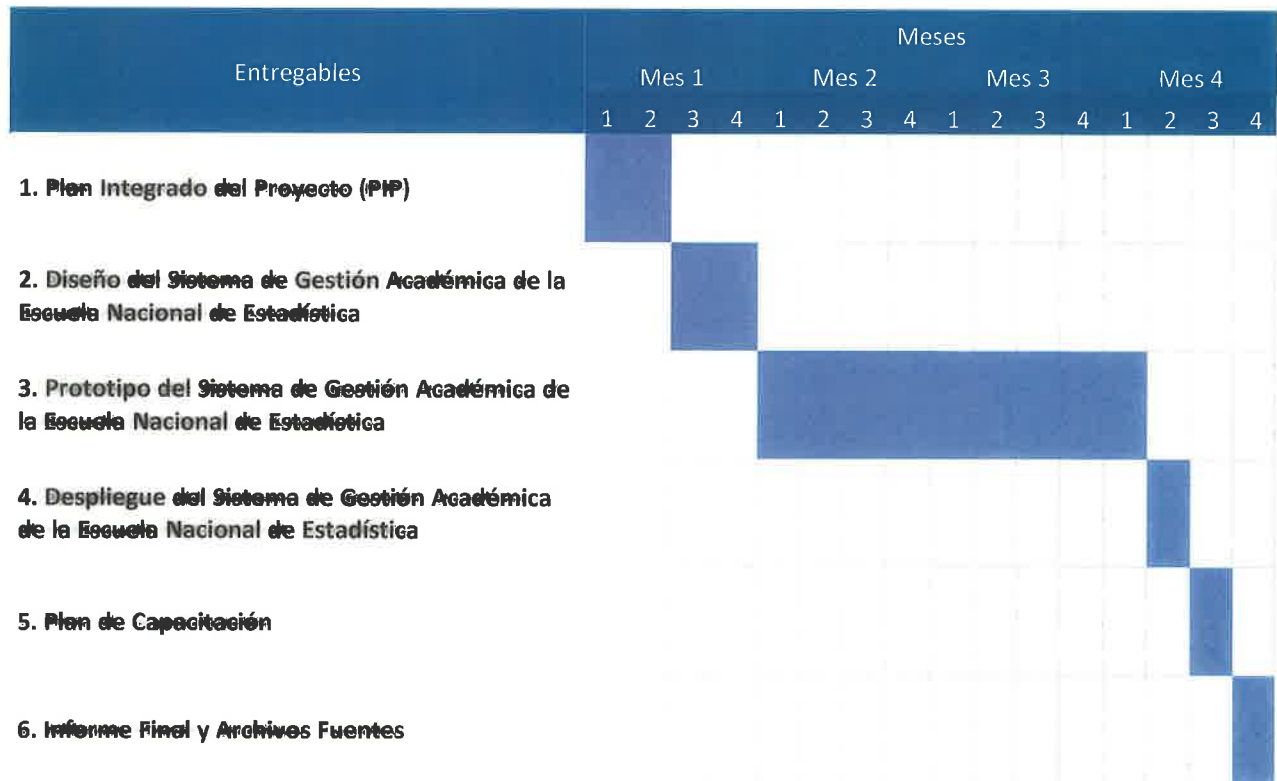 Entregables
Meses
Mes 1 Mes 2 Mes 3 Mes 4
1 2 3 4 1 2 3 4 1 2 3 4 1 2 3 4
1. Plan Integrado del Proyecto (PIP)
2. Diseño del Sistema de Gestión Académica de la
Escuela Nacional de Estadística
3. Prototipo del Sistema de Gestión Académica de
la Escuela Nacional de Estadística
4. Despliegue del Sistema de Gestión Académica
de la Escuela Nacional de Estadística
5. Plan de Capacitación
6. Informe Final y Archivos Fuentes